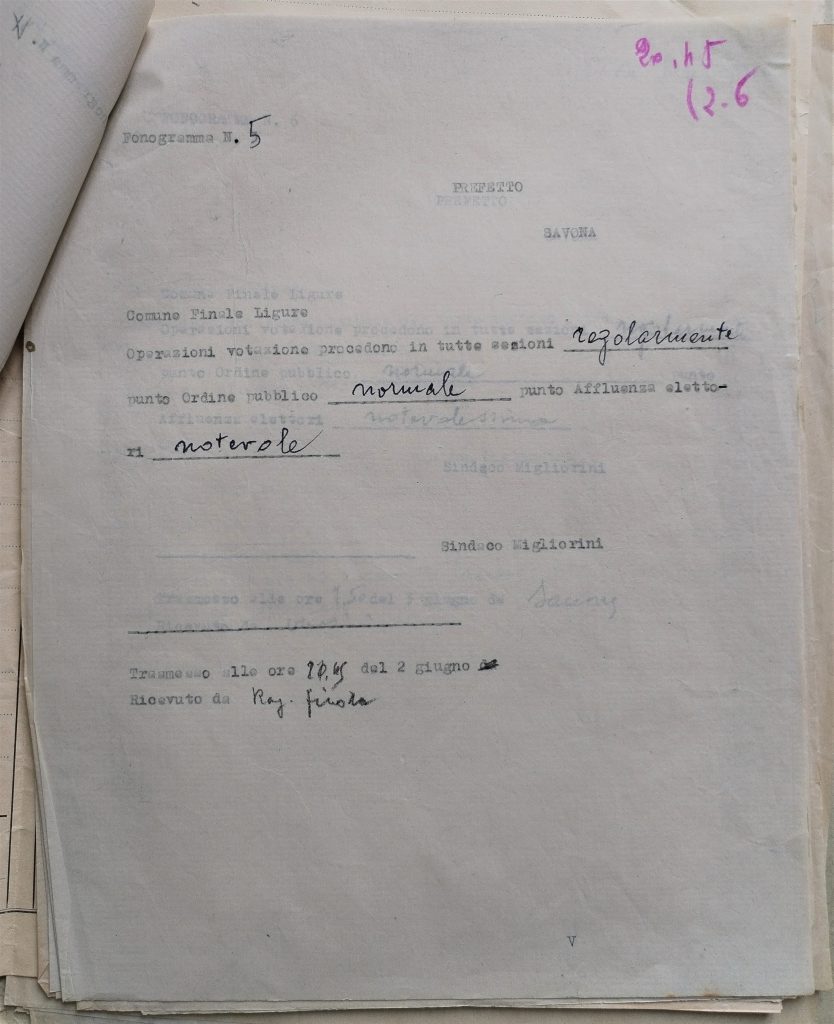 20,45
(2.6
Fonogramma N. 5
PREFETTO
SAVONA
Comune Finale Ligure
Operazioni votazione procedono in tutte sezioni regolarmente
punto Ordine pubblico normale punto Affluenza eletto-
ri notevole
Sindaco Migliorini
Trasmesso alle ore 20,45 del 2 giugno
Ricevuto da Rag.
V